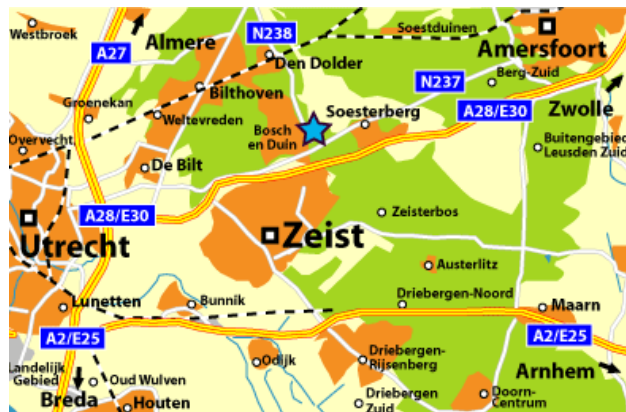 Westbroek
A27
Almere
N238
Soestduinen
Amersfoort
Den Dolder
Bilthoven
N237
Berg-Zuid
Groenekan
Weltevreden
Soesterberg
A28/E30
Zwolle
Overvecht
Bosch
en Duin
Buitengebied
Leusden Zuid
De Bilt
A28/E30
Zeisterbos
Utrecht
Zeist
Austerlitz
Lunetten
Bunnik
Driebergen-Noord
Maarn
A2/E25
A2/E25
Landelijk
Gebied
Oud Wulven
Odijk
Driebergen-
Rijsenberg
Arnhem
Breda
Houten
Driebergen
Zuid
Doorn-
Centrum